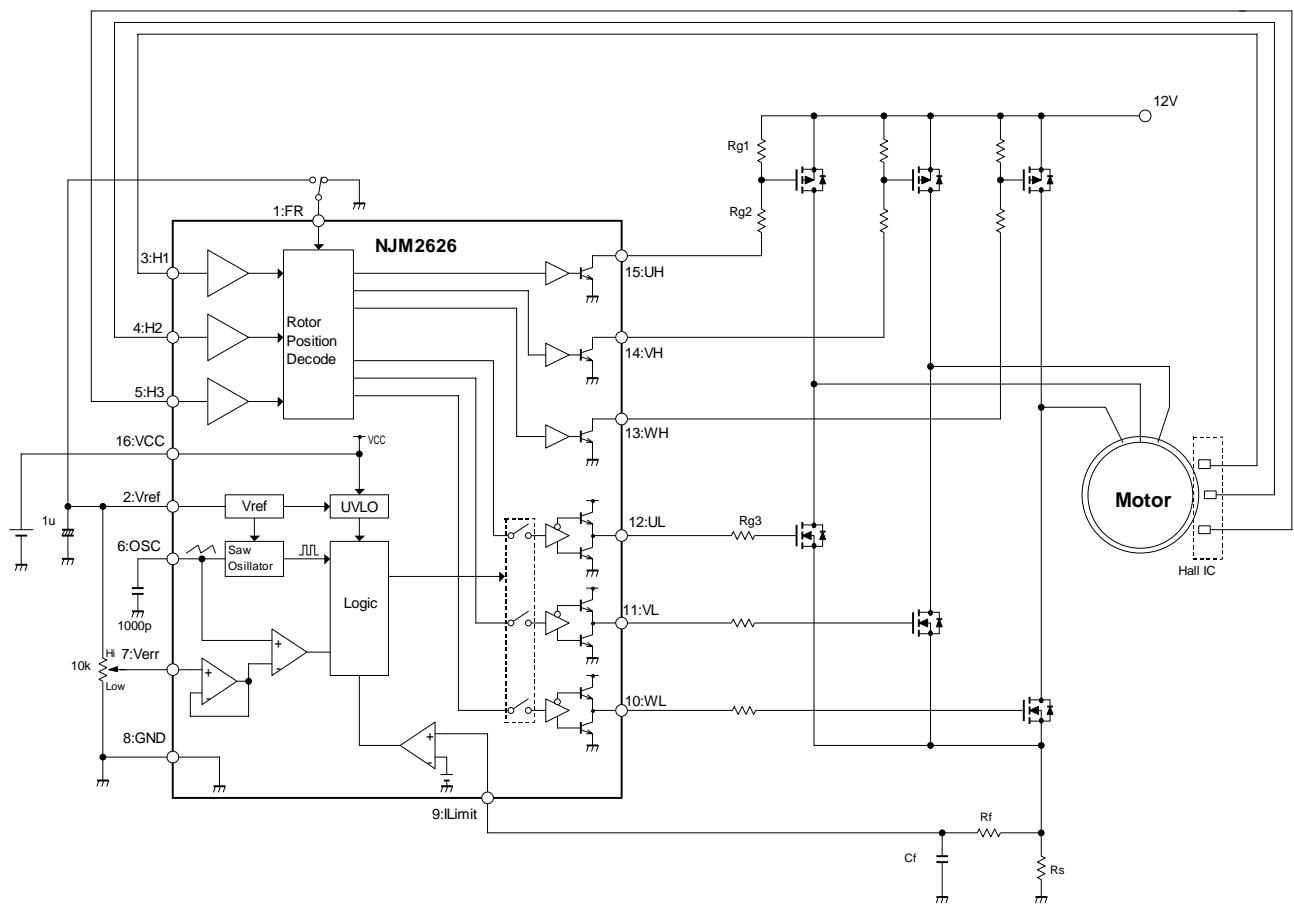 12V
Rg1
Rg2
1:FR
NJM2626
3:H1
15:UH
4:H2
Rotor
Position
Decode
14:VH
5:H3
13:WH
16:VCC
VCC
2:Vref
Vref
UVLO
1u
12:UL
Rg3
Motor
6:OSC
Saw
Osillator
Hall IC
1000p
Logic
11:VL
7:Verr
Hi
10k
Low
+
-
+
-
10:WL
8:GND
+
-
9:ILimit
Rf
Cf
Rs